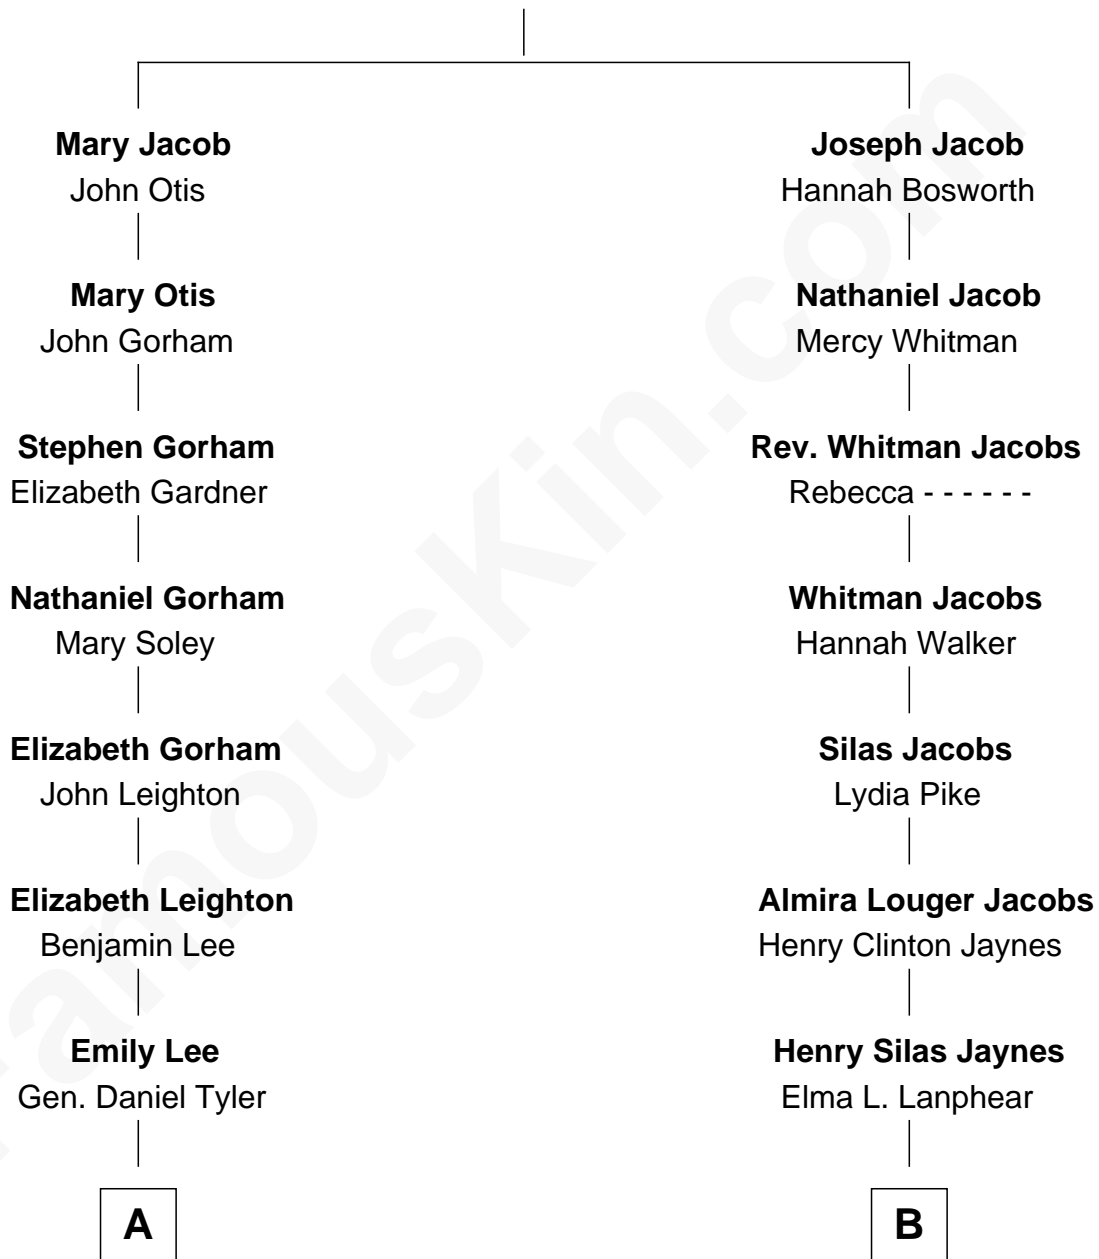 Mary Jacob
John Otis
Mary Otis
John Gorham
Stephen Gorham
Elizabeth Gardner
Nathaniel Gorham
Mary Soley
Elizabeth Gorham
John Leighton
Elizabeth Leighton
Benjamin Lee
Emily Lee
Gen. Daniel Tyler
A
Joseph Jacob
Hannah Bosworth
Nathaniel Jacob
Mercy Whitman
Rev. Whitman Jacobs
Rebecca - - - - - -
Whitman Jacobs
Hannah Walker
Silas Jacobs
Lydia Pike
Almira Louger Jacobs
Henry Clinton Jaynes
Henry Silas Jaynes
Elma L. Lanphear
B
FamousKin.com